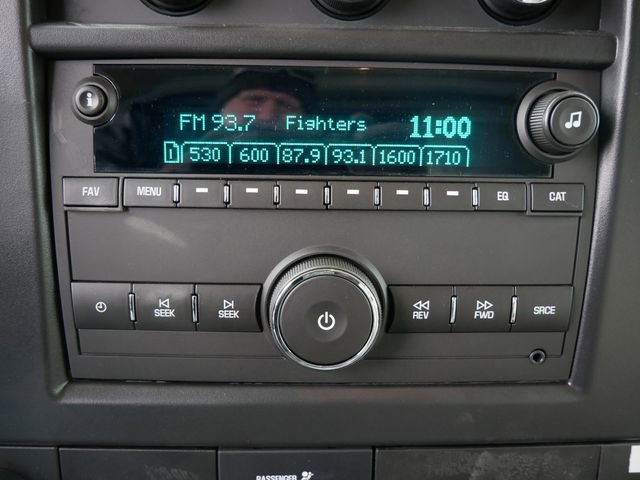 FM 93.7 Fighters 11:00
1 530 600 87.9 93.1 1600 1710
FAV MENU EQ CAT
SEEK SEEK REV FWD SRCE
PASSENGER